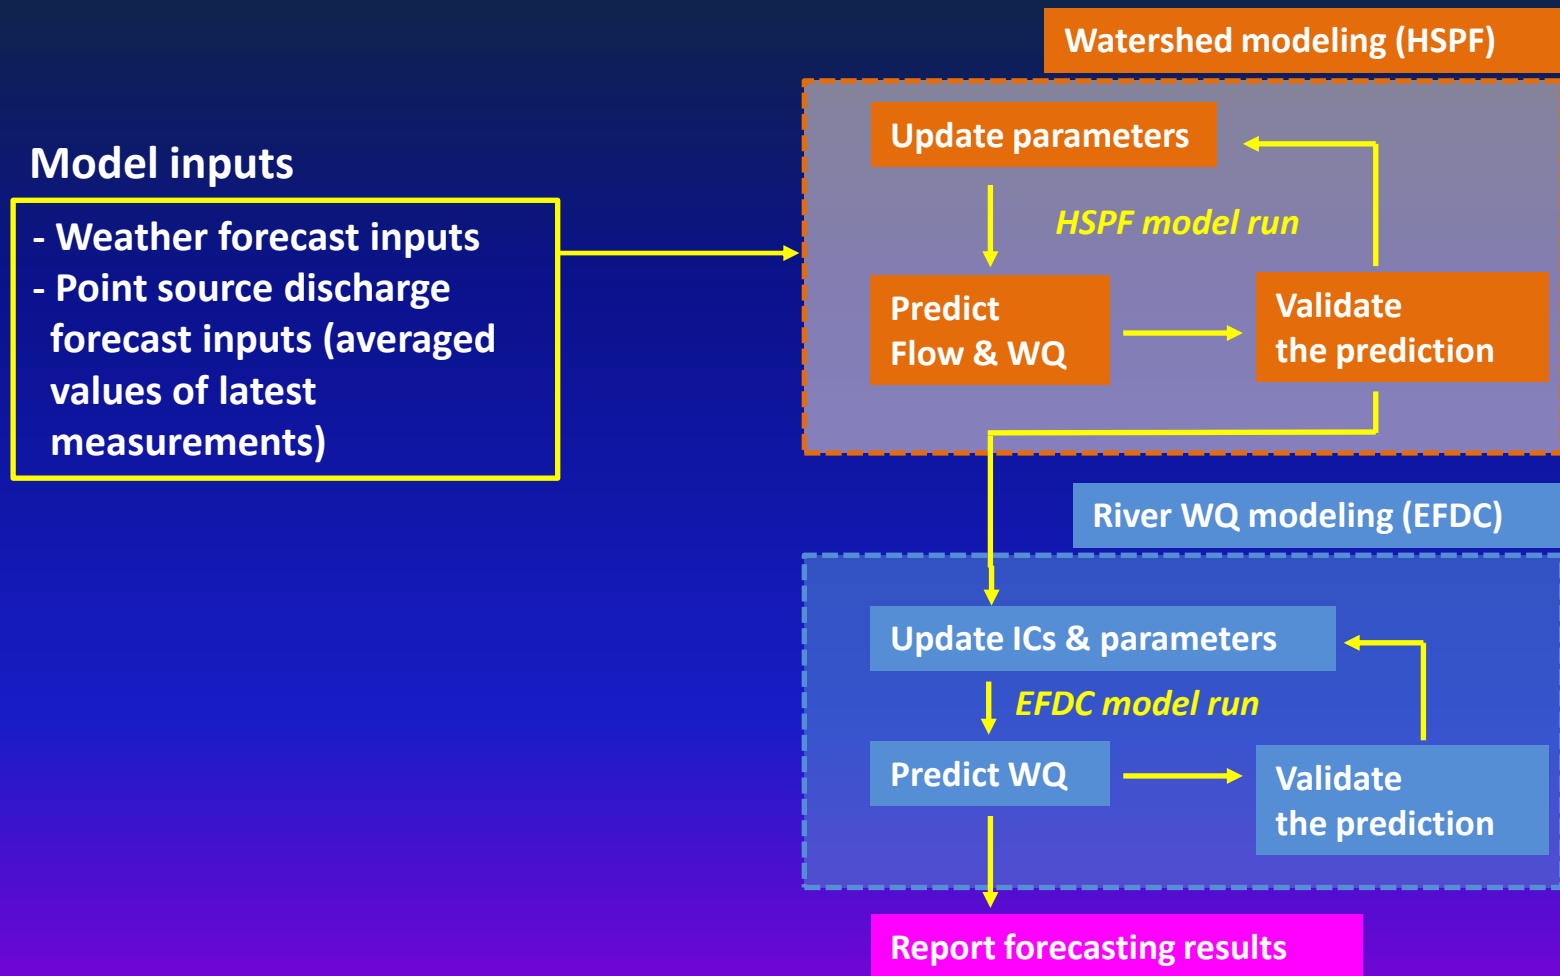 Watershed modeling (HSPF)
Model inputs
- Weather forecast inputs
- Point source discharge
forecast inputs (averaged
values of latest
measurements)
Update parameters
HSPF model run
Predict
Flow & WQ
Validate
the prediction
River WQ modeling (EFDC)
Update ICs & parameters
EFDC model run
Predict WQ
Validate
the prediction
Report forecasting results